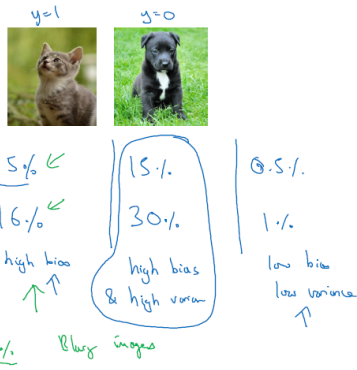 y=1 y=0
5% 15% 0.5%
16% 30% 1%
high bias high bias low bias
& high varian low variance
% Blurry images